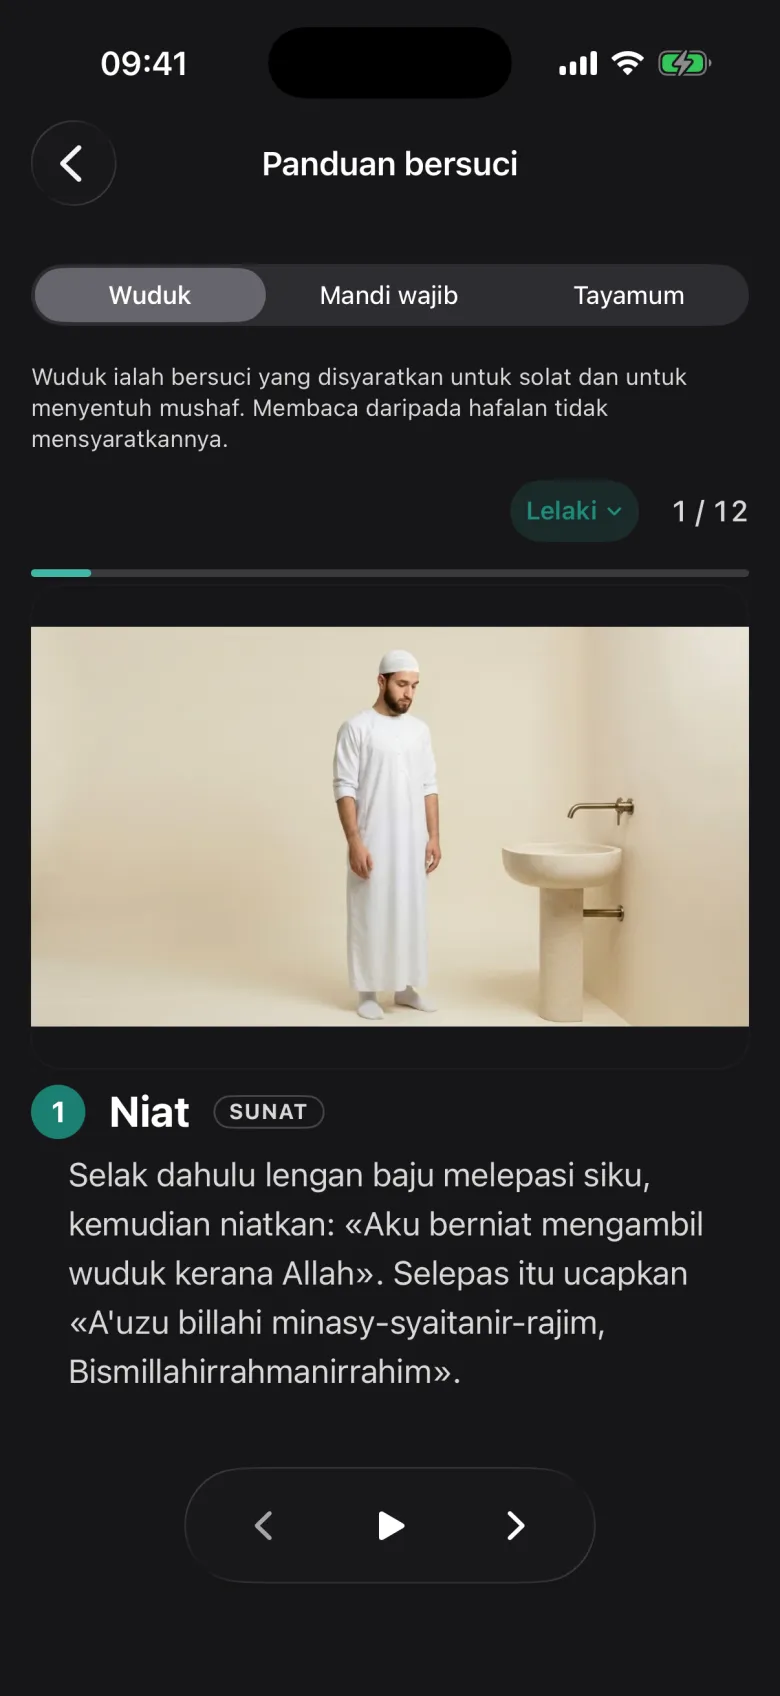 09:41
Panduan bersuci
Wuduk
Mandi wajib
Tayamum
Wuduk ialah bersuci yang disyaratkan untuk solat dan untuk
menyentuh mushaf. Membaca daripada hafalan tidak
mensyaratkannya.
Lelaki
1 / 12
1 Niat SUNAT
Selak dahulu lengan baju melepasi siku,
kemudian niatkan: «Aku berniat mengambil
wuduk kerana Allah». Selepas itu ucapkan
«A'uzu billahi minasy-syaitanir-rajim,
Bismillahirrahmanirrahim».